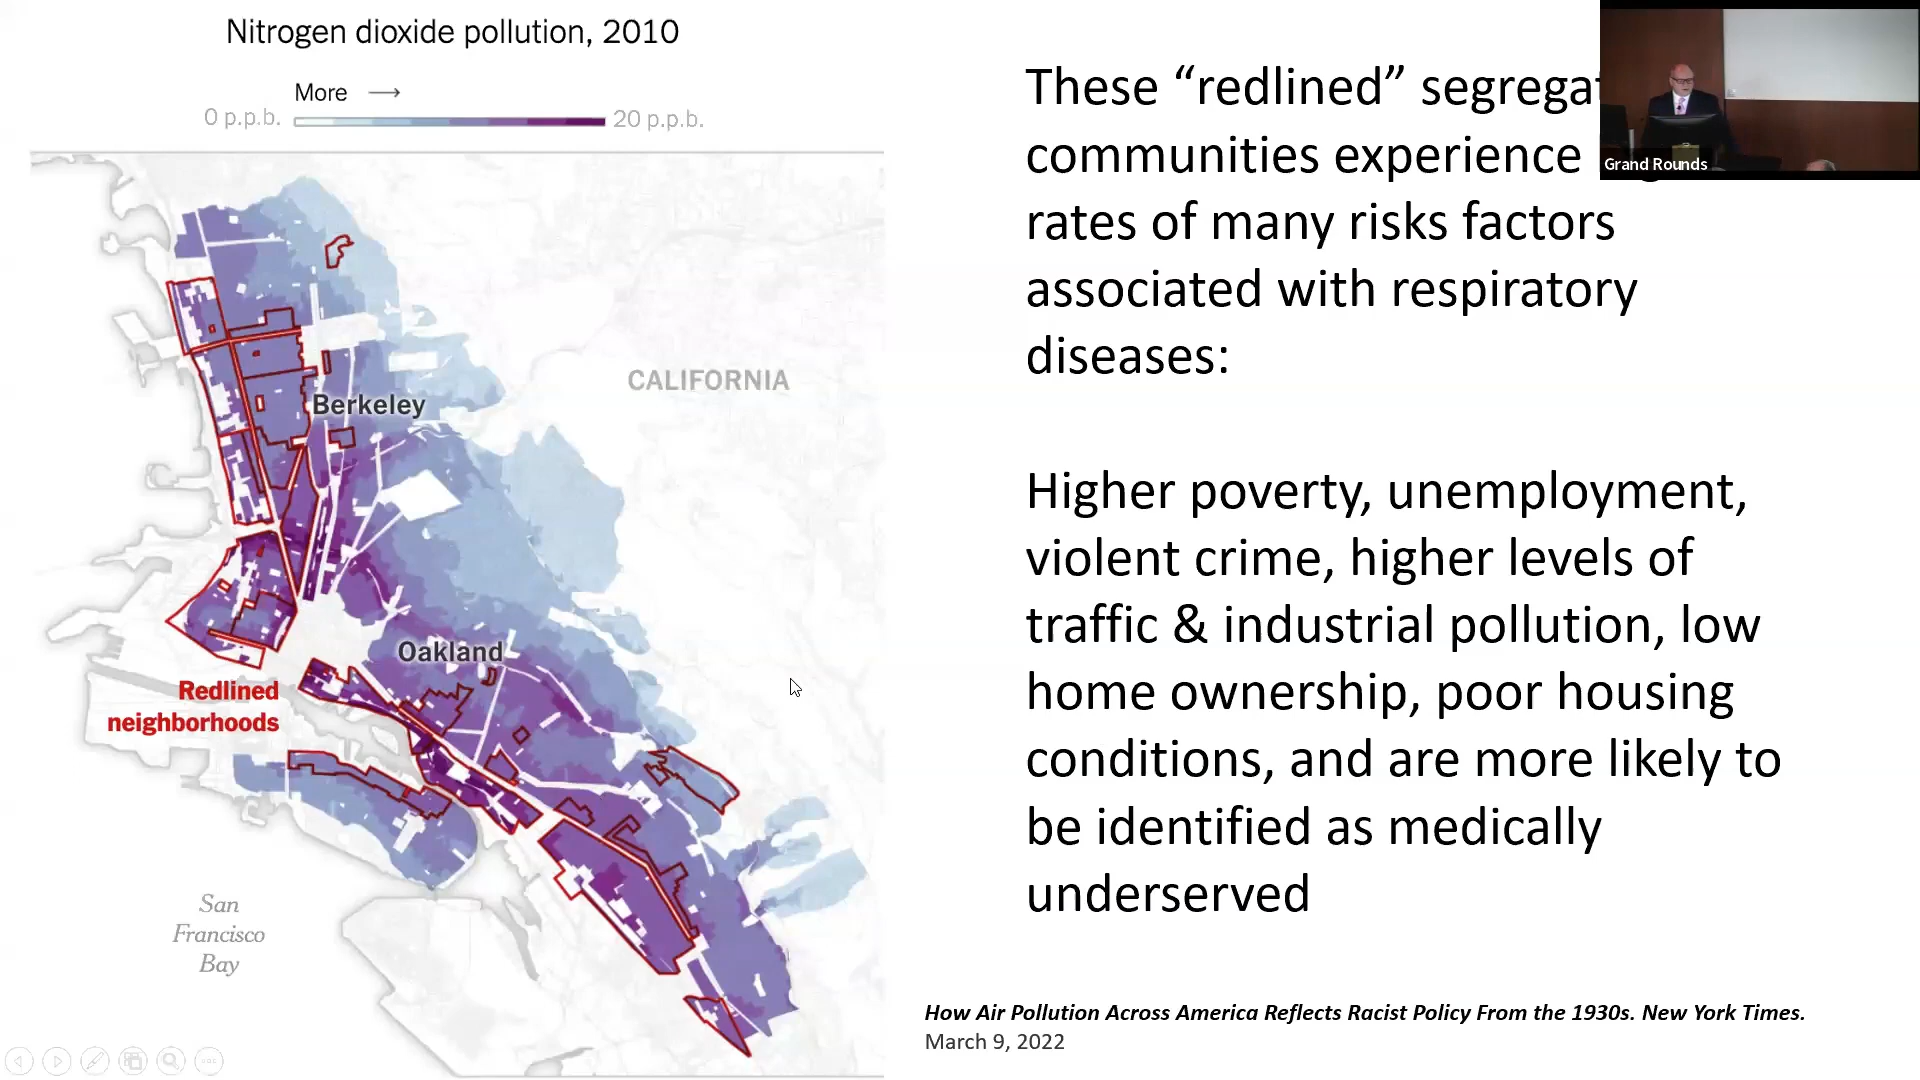 Nitrogen dioxide pollution, 2010
More →
0 p.p.b.
20 p.p.b.
CALIFORNIA
Berkeley
Oakland
Redlined
neighborhoods
San
Francisco
Bay
These “redlined”
communities experience
rates of many risks factors
associated with respiratory
diseases:
Higher poverty, unemployment,
violent crime, higher levels of
traffic & industrial pollution, low
home ownership, poor housing
conditions, and are more likely to
be identified as medically
underserved
How Air Pollution Across America Reflects Racist Policy From the 1930s. New York Times.
March 9, 2022
Grand Rounds